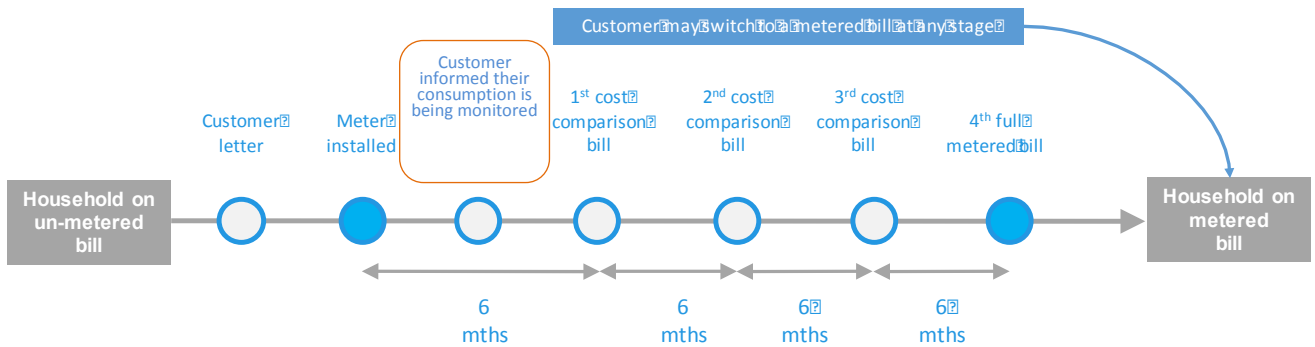 Customer may switch to a metered bill at any stage
Customer
informed their
consumption is
being monitored
1st cost
comparison
bill
2nd cost
comparison
bill
3rd cost
comparison
bill
Customer
letter
Meter
installed
4th full
metered bill
Household on
un-metered
bill
Household on
metered
bill
6
mths
6
mths
6
mths
6
mths